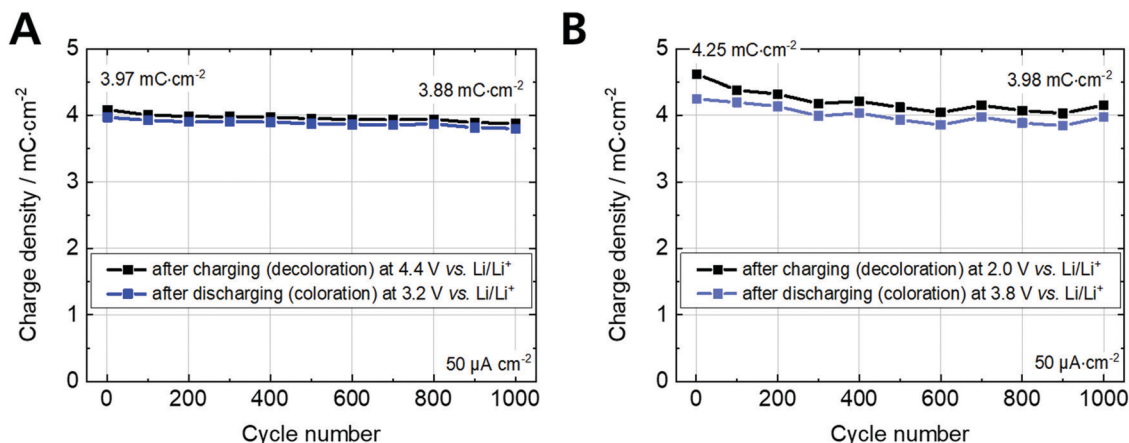 A
Charge density / mC·cm⁻²
5
4
3
2
1
0
3.97 mC·cm⁻²
3.88 mC·cm⁻²
after charging (decoloration) at 4.4 V vs. Li/Li⁺
after discharging (coloration) at 3.2 V vs. Li/Li⁺
50 µA cm⁻²
0 200 400 600 800 1000
Cycle number
B
Charge density / mC·cm⁻²
5
4
3
2
1
0
4.25 mC·cm⁻²
3.98 mC·cm⁻²
after charging (decoloration) at 2.0 V vs. Li/Li⁺
after discharging (coloration) at 3.8 V vs. Li/Li⁺
50 µA·cm⁻²
0 200 400 600 800 1000
Cycle number